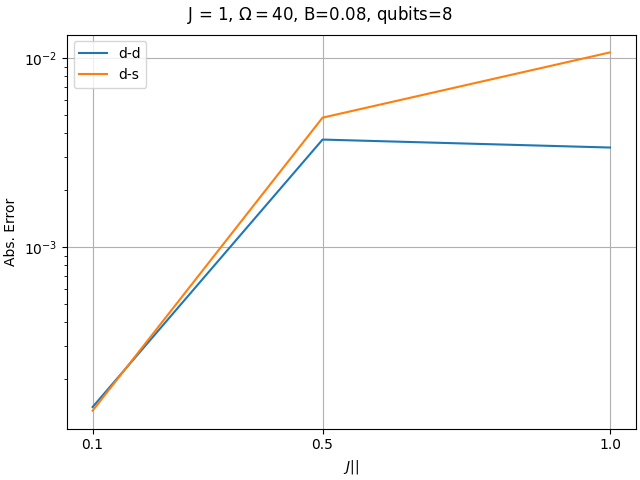 J = 1, Ω = 40, B=0.08, qubits=8
d-d
d-s
10⁻²
10⁻³
Abs. Error
0.1 0.5 1.0
J||